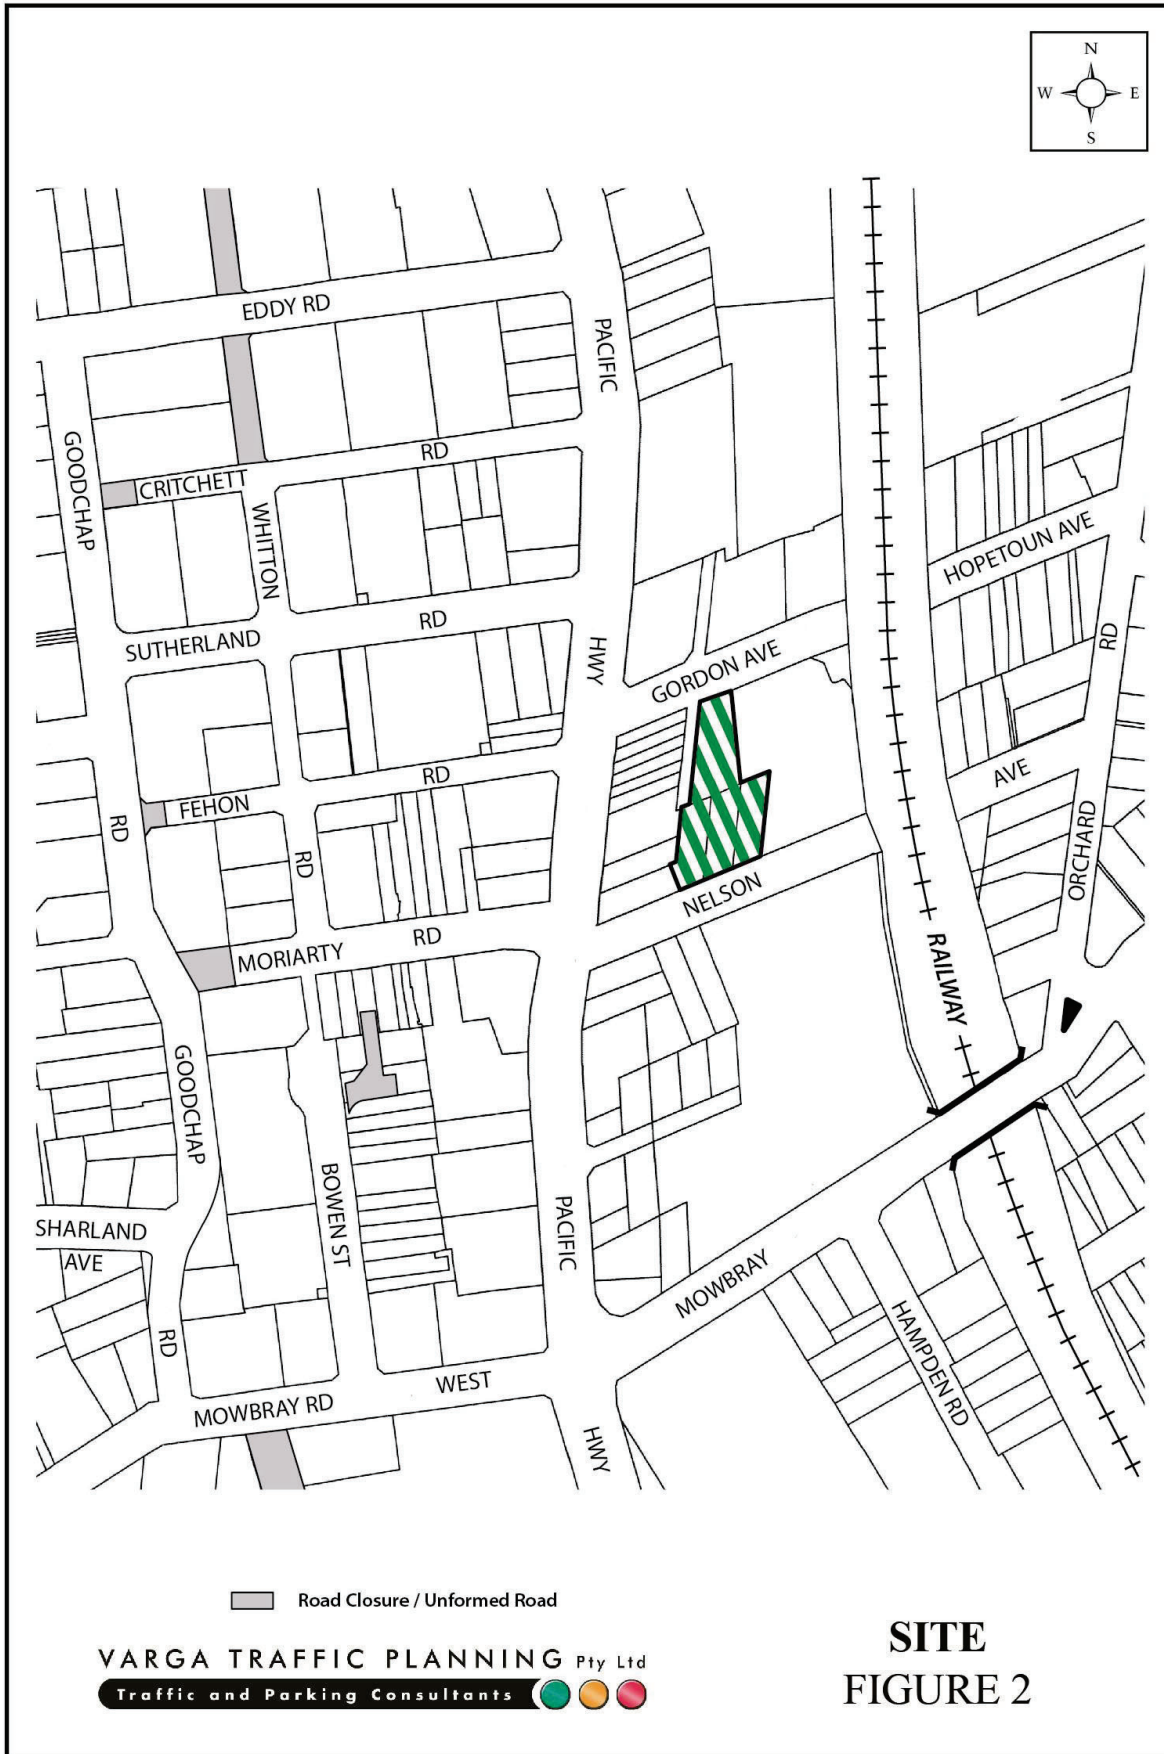 N
W E
S
EDDY RD
PACIFIC
GOODCHAP
RD
CRITCHETT
WHITTON
HOPETOUN AVE
RD
SUTHERLAND
RD
HWY
GORDON AVE
AVE
RD
FEHON
RD
RD
ORCHARD
NELSON
RD
MORIARTY
RAILWAY
GOODCHAP
BOWEN ST
PACIFIC
SHARLAND
AVE
MOWBRAY
RD
HAMPDEN RD
WEST
MOWBRAY RD
HWY
Road Closure / Unformed Road
VARGA TRAFFIC PLANNING Pty Ltd
Traffic and Parking Consultants
SITE
FIGURE 2